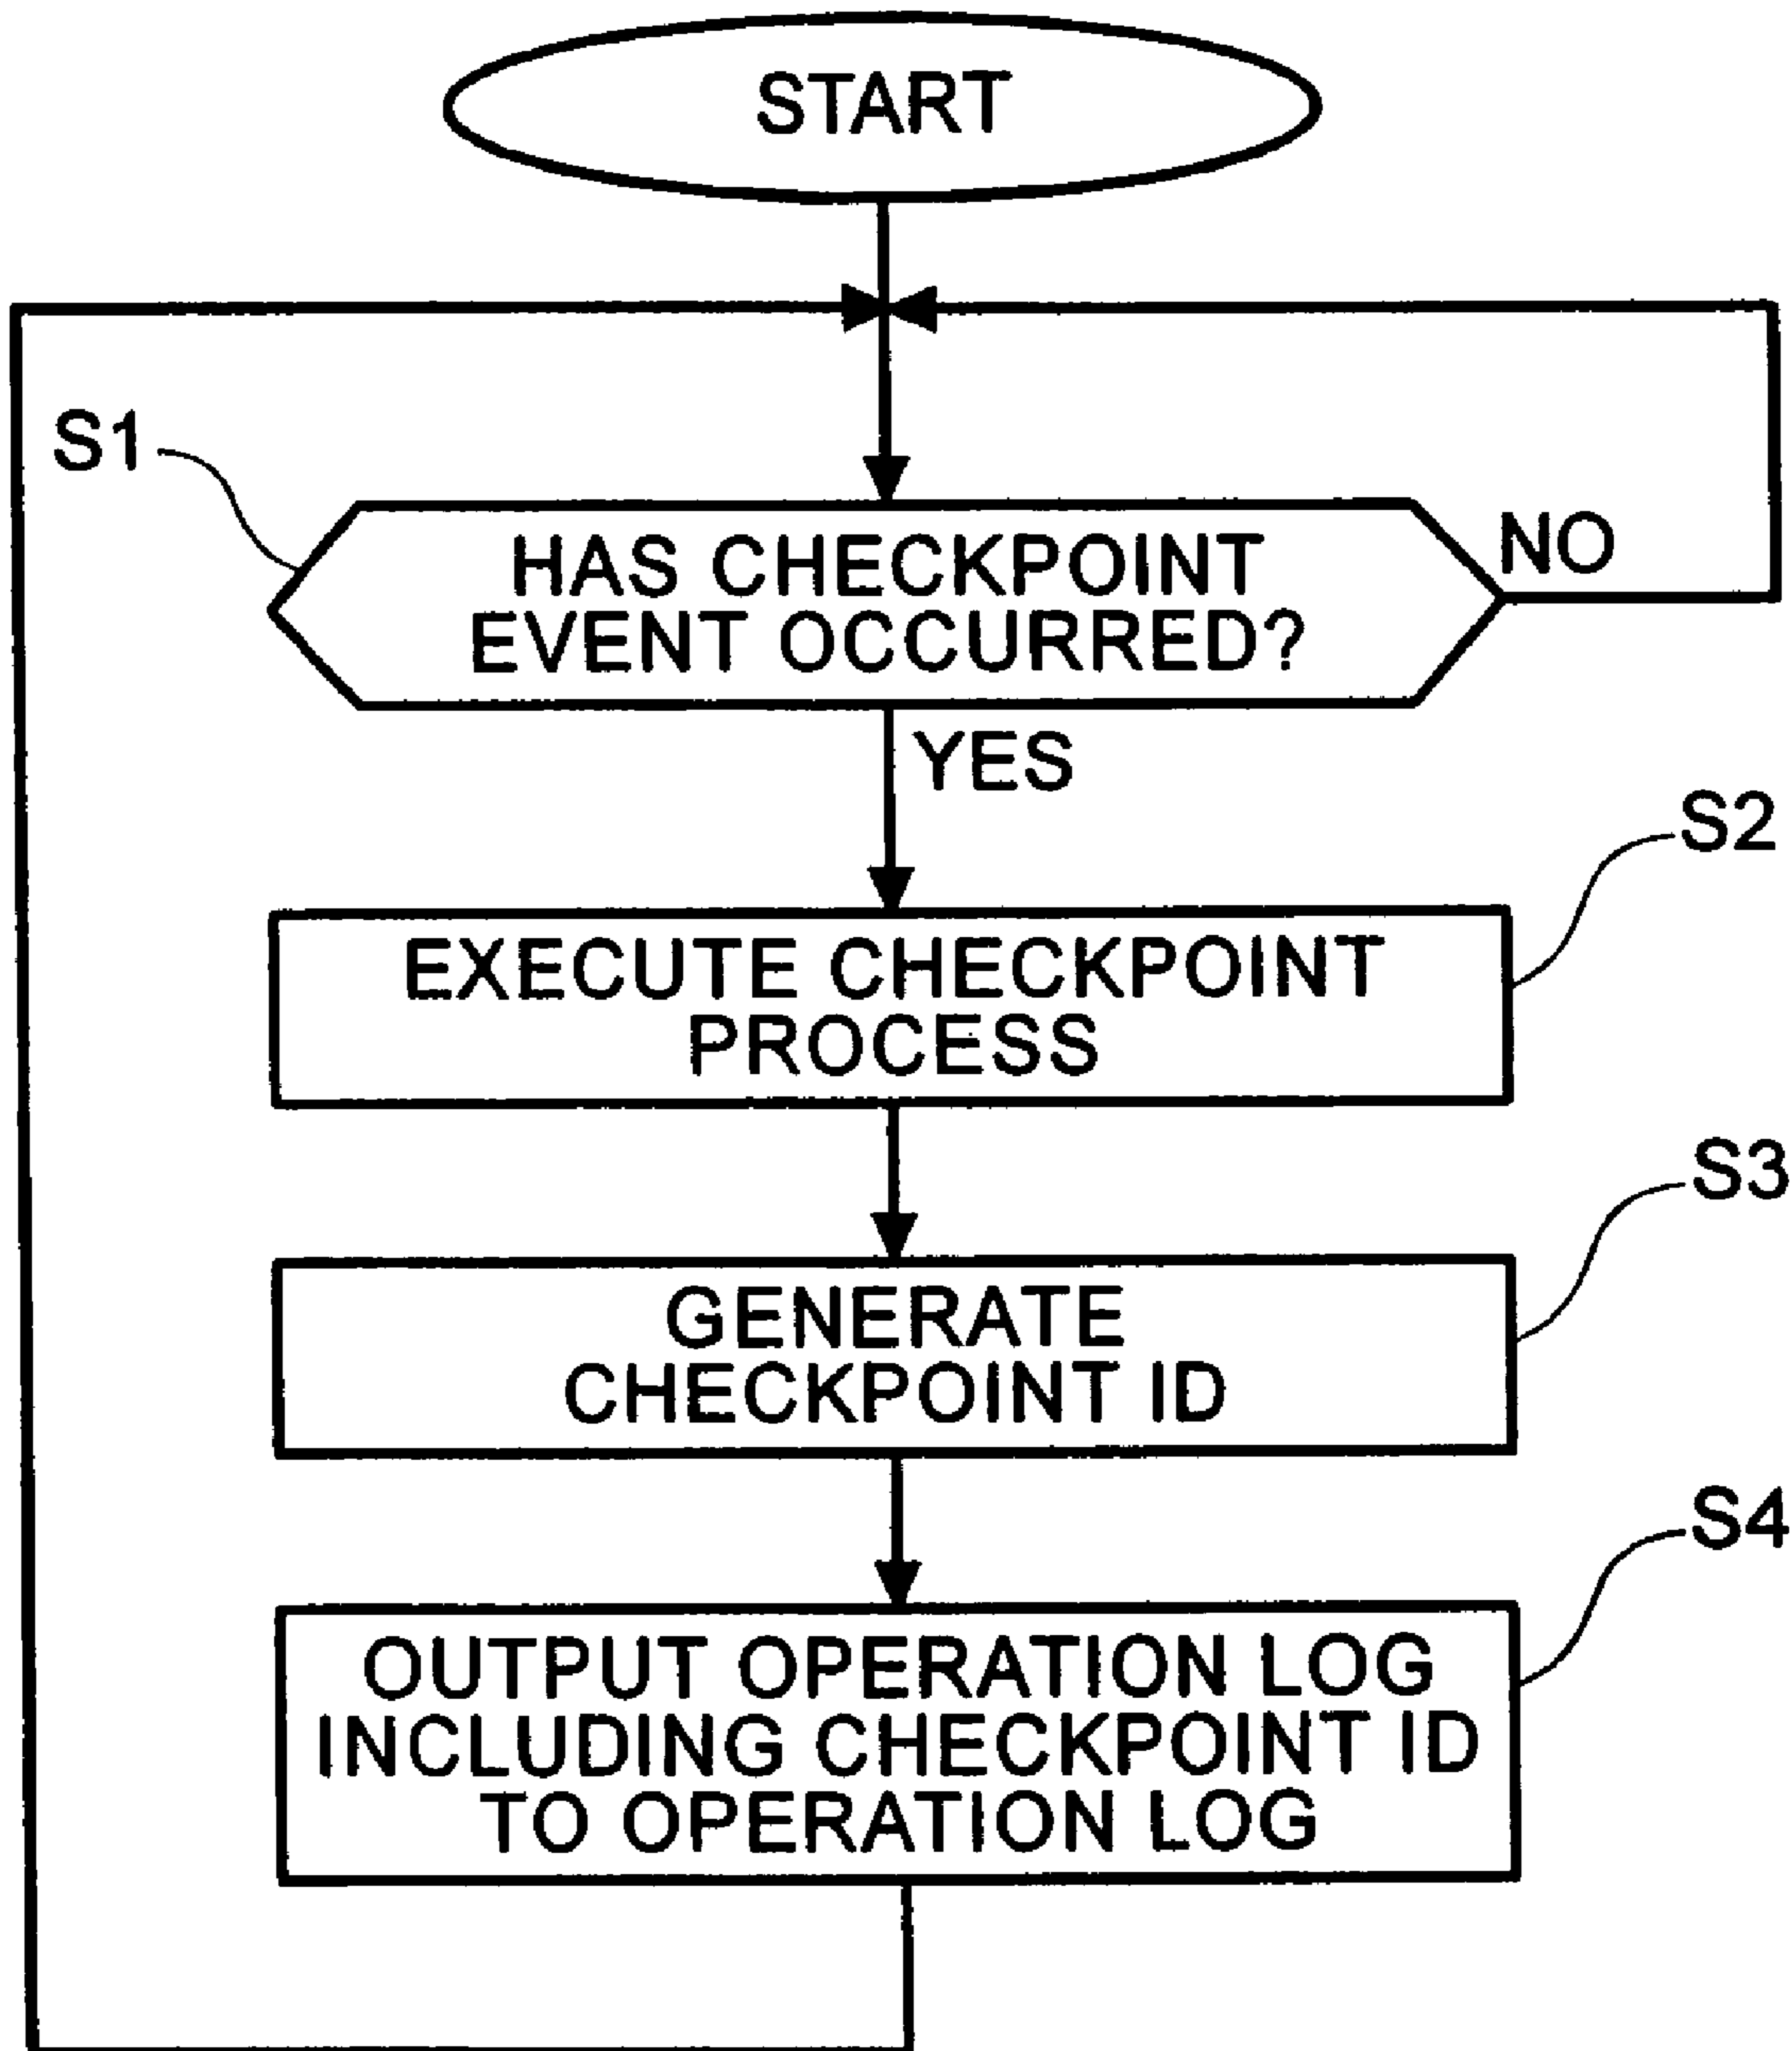 START
S1
HAS CHECKPOINT
EVENT OCCURRED?
NO
YES
S2
EXECUTE CHECKPOINT
PROCESS
S3
GENERATE
CHECKPOINT ID
S4
OUTPUT OPERATION LOG
INCLUDING CHECKPOINT ID
TO OPERATION LOG